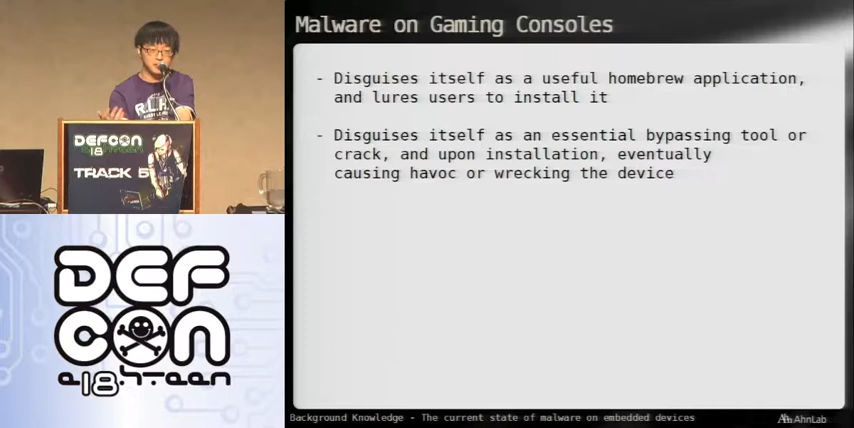 Malware on Gaming Consoles
- Disguises itself as a useful homebrew application,
and lures users to install it
- Disguises itself as an essential bypassing tool or
crack, and upon installation, eventually
causing havoc or wrecking the device
Background Knowledge - The current state of malware on embedded devices
AhnLab
DEFCON
18
TRACK 5
DEF
CON
e18hteen